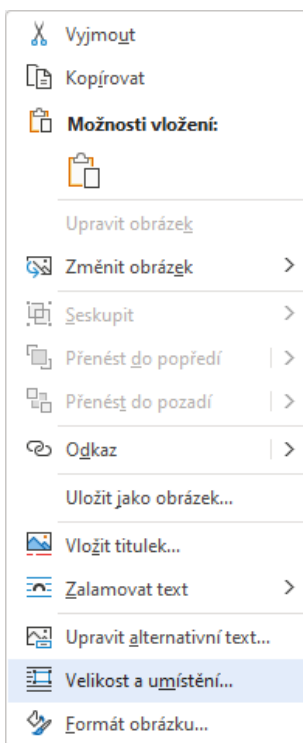 Vyjmout
Kopírovat
Možnosti vložení:
Upravit obrázek
Změnit obrázek
Seskupit
Přenést do popředí
Přenést do pozadí
Odkaz
Uložit jako obrázek...
Vložit titulek...
Zalamovat text
Upravit alternativní text...
Velikost a umístění...
Formát obrázku...